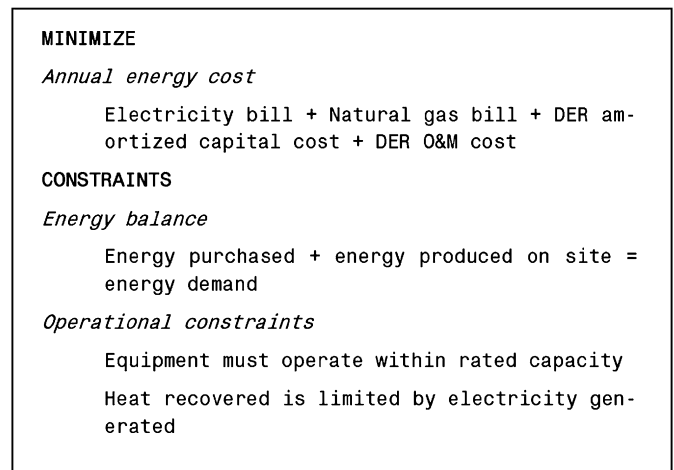 MINIMIZE
Annual energy cost
Electricity bill + Natural gas bill + DER am-
ortized capital cost + DER O&M cost
CONSTRAINTS
Energy balance
Energy purchased + energy produced on site =
energy demand
Operational constraints
Equipment must operate within rated capacity
Heat recovered is limited by electricity gen-
erated